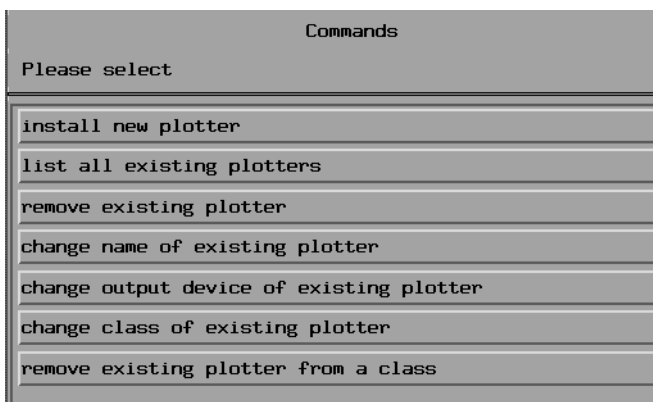 Commands
Please select
install new plotter
list all existing plotters
remove existing plotter
change name of existing plotter
change output device of existing plotter
change class of existing plotter
remove existing plotter from a class